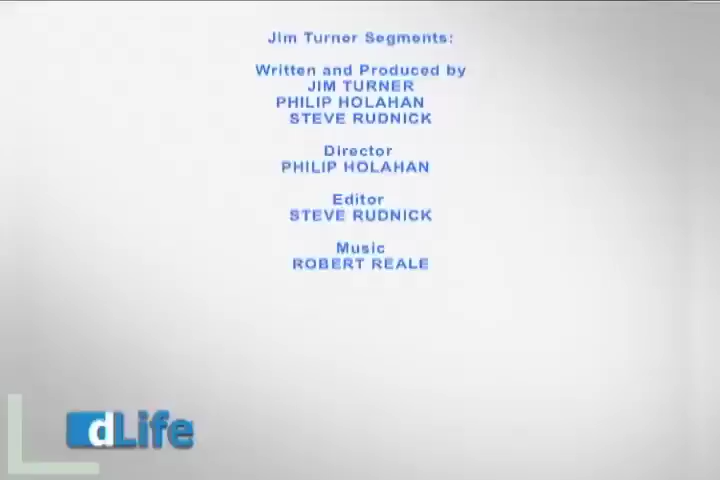 Jim Turner Segments:
Written and Produced by
JIM TURNER
PHILIP HOLAHAN
STEVE RUDNICK
Director
PHILIP HOLAHAN
Editor
STEVE RUDNICK
Music
ROBERT REALE
dLife